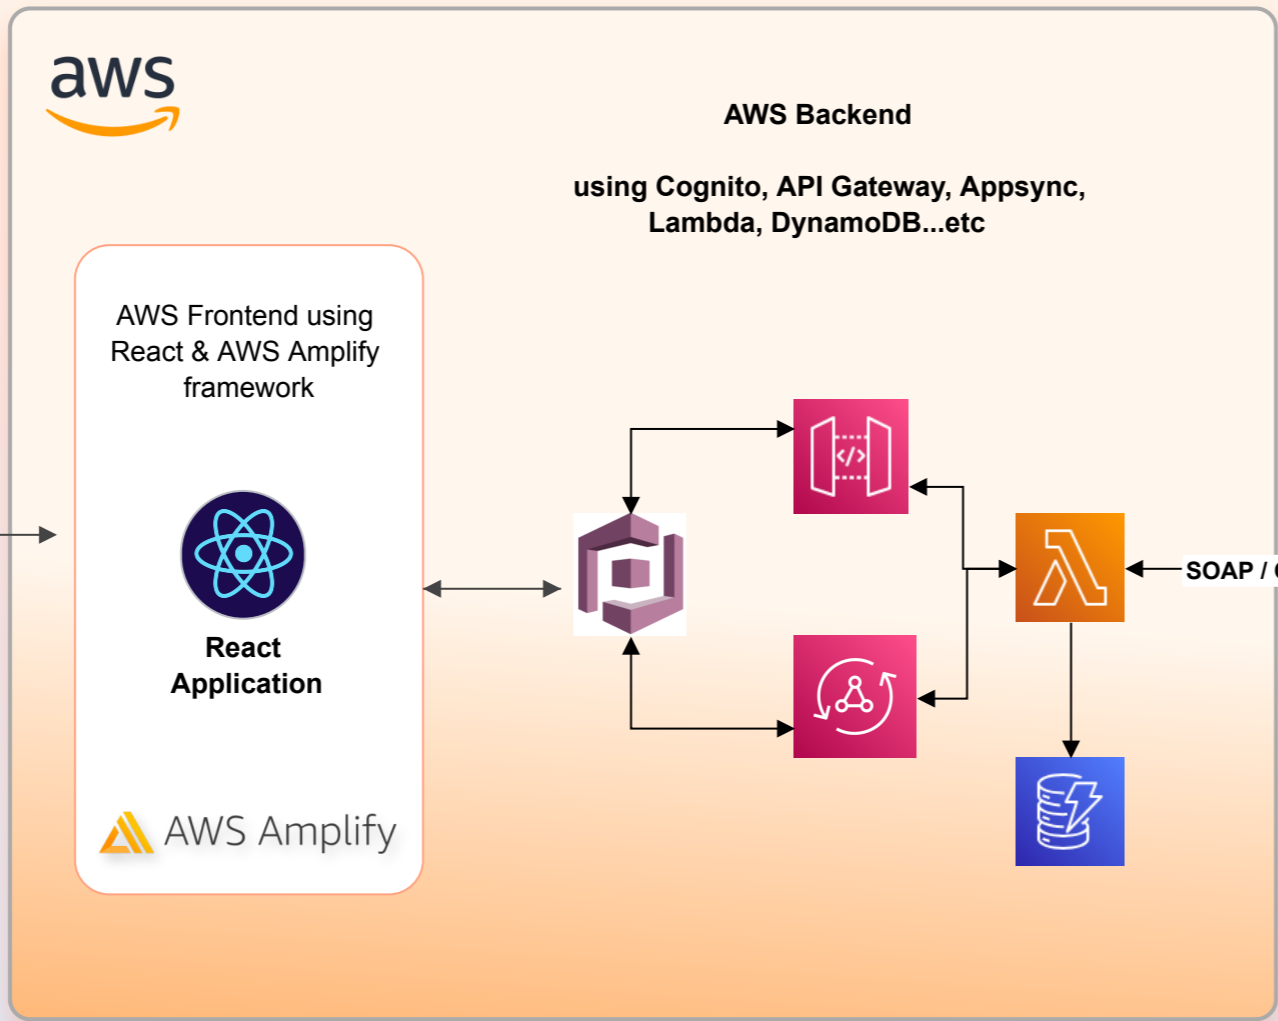 aws
AWS Backend
using Cognito, API Gateway, Appsync,
Lambda, DynamoDB...etc
AWS Frontend using
React & AWS Amplify
framework
</>
SOAP /
React
Application
AWS Amplify